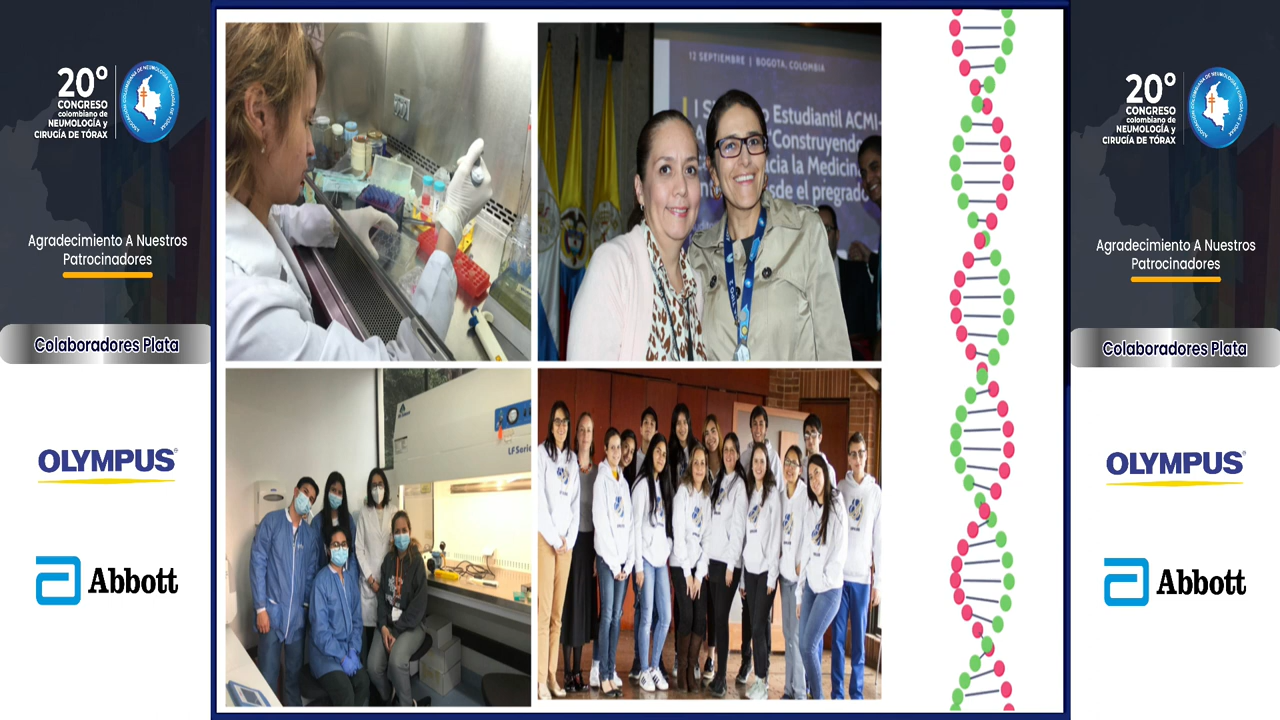 20º
CONGRESO
colombiano de
NEUMOLOGÍA y
CIRUGÍA DE TÓRAX
Agradecimiento A Nuestros
Patrocinadores
Colaboradores Plata
OLYMPUS
Abbott
12 SEPTIEMBRE | BOGOTA, COLOMBIA
Estudiantil ACMI-
"Construyendo
la Medicina
desde el pregrado
LF Series
20º
CONGRESO
colombiano de
NEUMOLOGÍA y
CIRUGÍA DE TÓRAX
Agradecimiento A Nuestros
Patrocinadores
Colaboradores Plata
OLYMPUS
Abbott